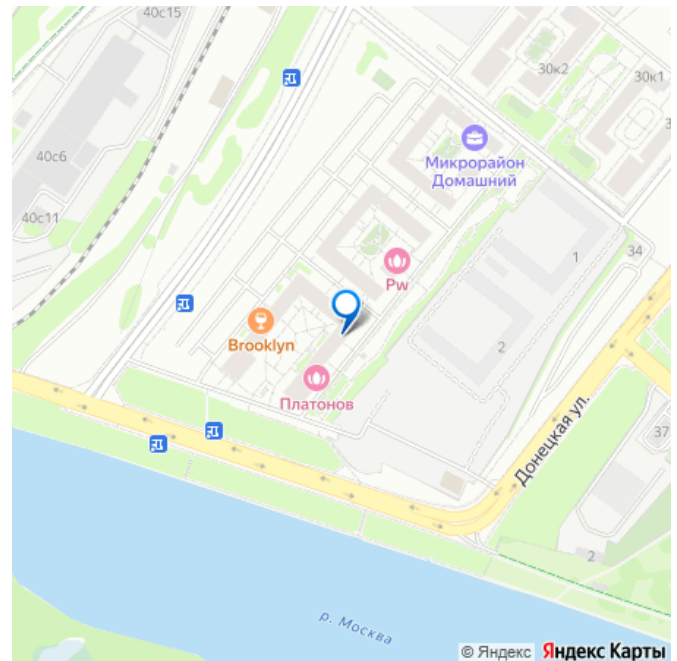 40с15
30к2
30к1
Микрорайон
Домашний
40с6
40с11
34
1
Pw
Brooklyn
2
Платонов
Донецкая ул.
37
2
р. Москва
© Яндекс Яндекс Карты